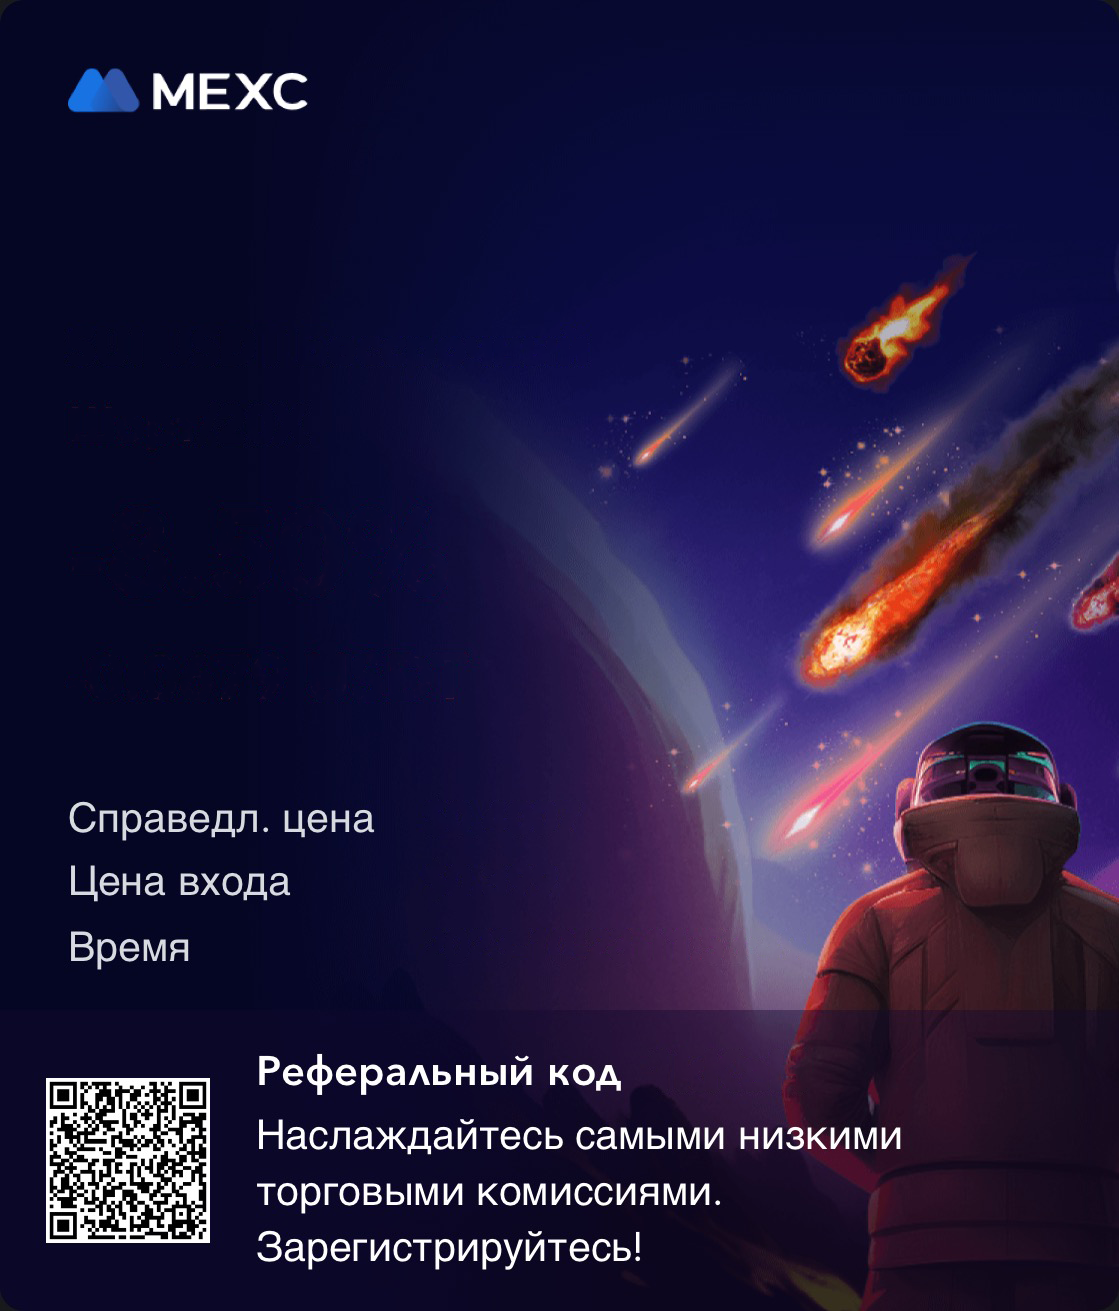 MEXC
Справедл. цена
Цена входа
Время
Реферальный код
Наслаждайтесь самыми низкими
торговыми комиссиями.
Зарегистрируйтесь!